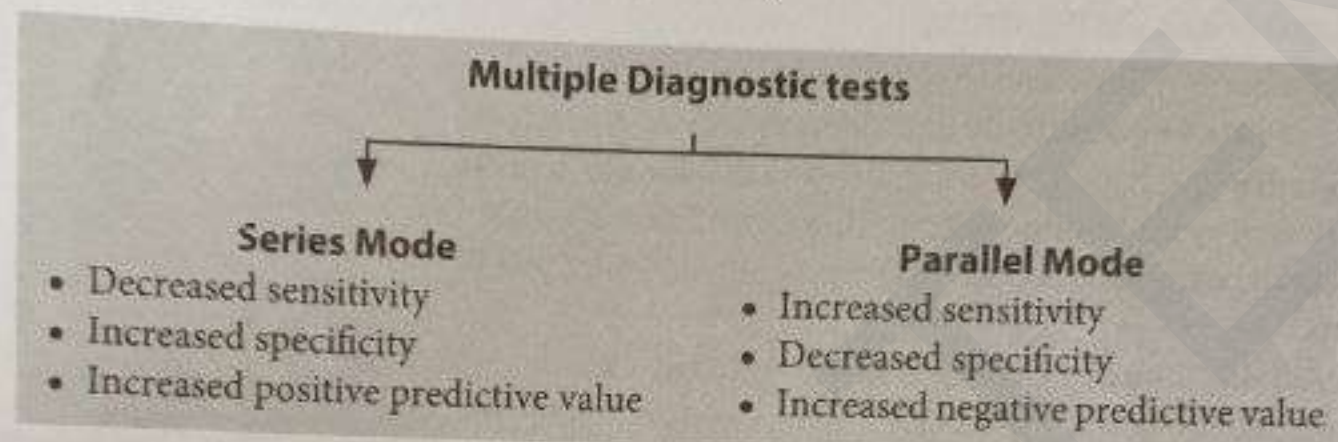 Multiple Diagnostic tests
Series Mode
• Decreased sensitivity
• Increased specificity
• Increased positive predictive value
Parallel Mode
• Increased sensitivity
• Decreased specificity
• Increased negative predictive value